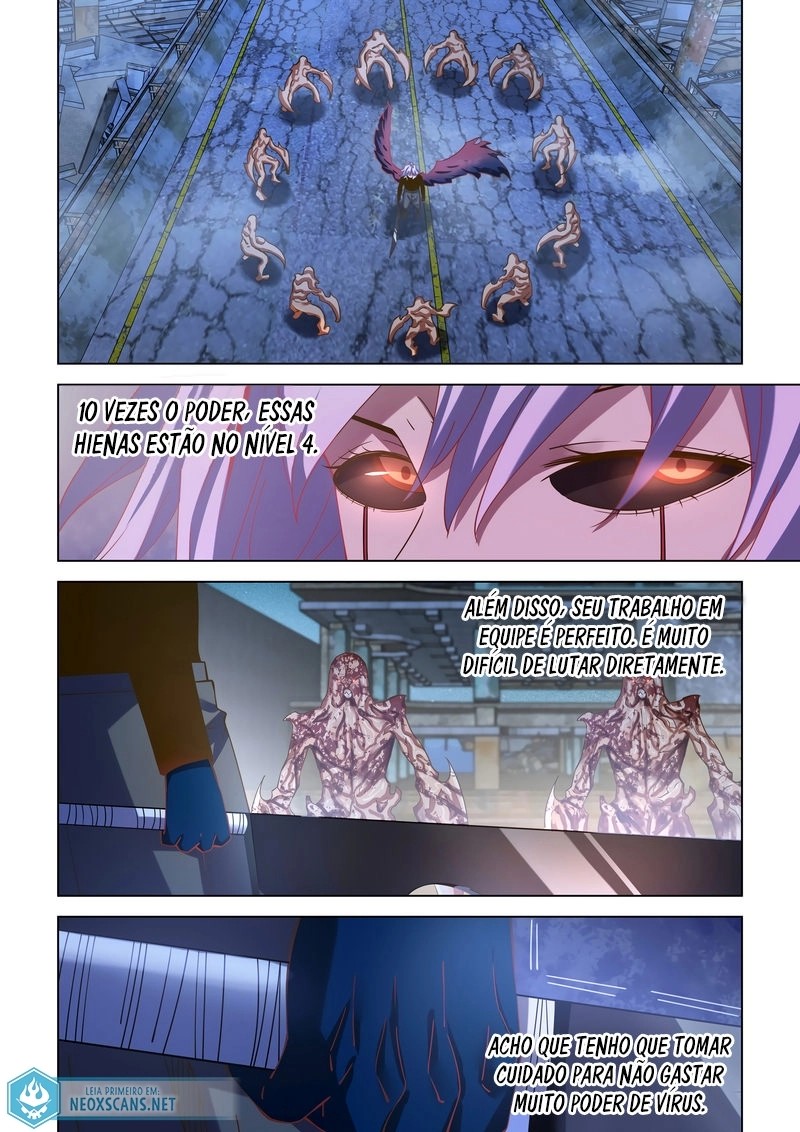 10 VEZES O PODER, ESSAS
HIENAS ESTÃO NO NÍVEL 4.
ALÉM DISSO, SEU TRABALHO EM
EQUIPE É PERFEITO. É MUITO
DIFÍCIL DE LUTAR DIRETAMENTE.
ACHO QUE TENHO QUE TOMAR
CUIDADO PARA NÃO GASTAR
MUITO PODER DE VÍRUS.
LEIA PRIMEIRO EM:
NEOXSCANS.NET